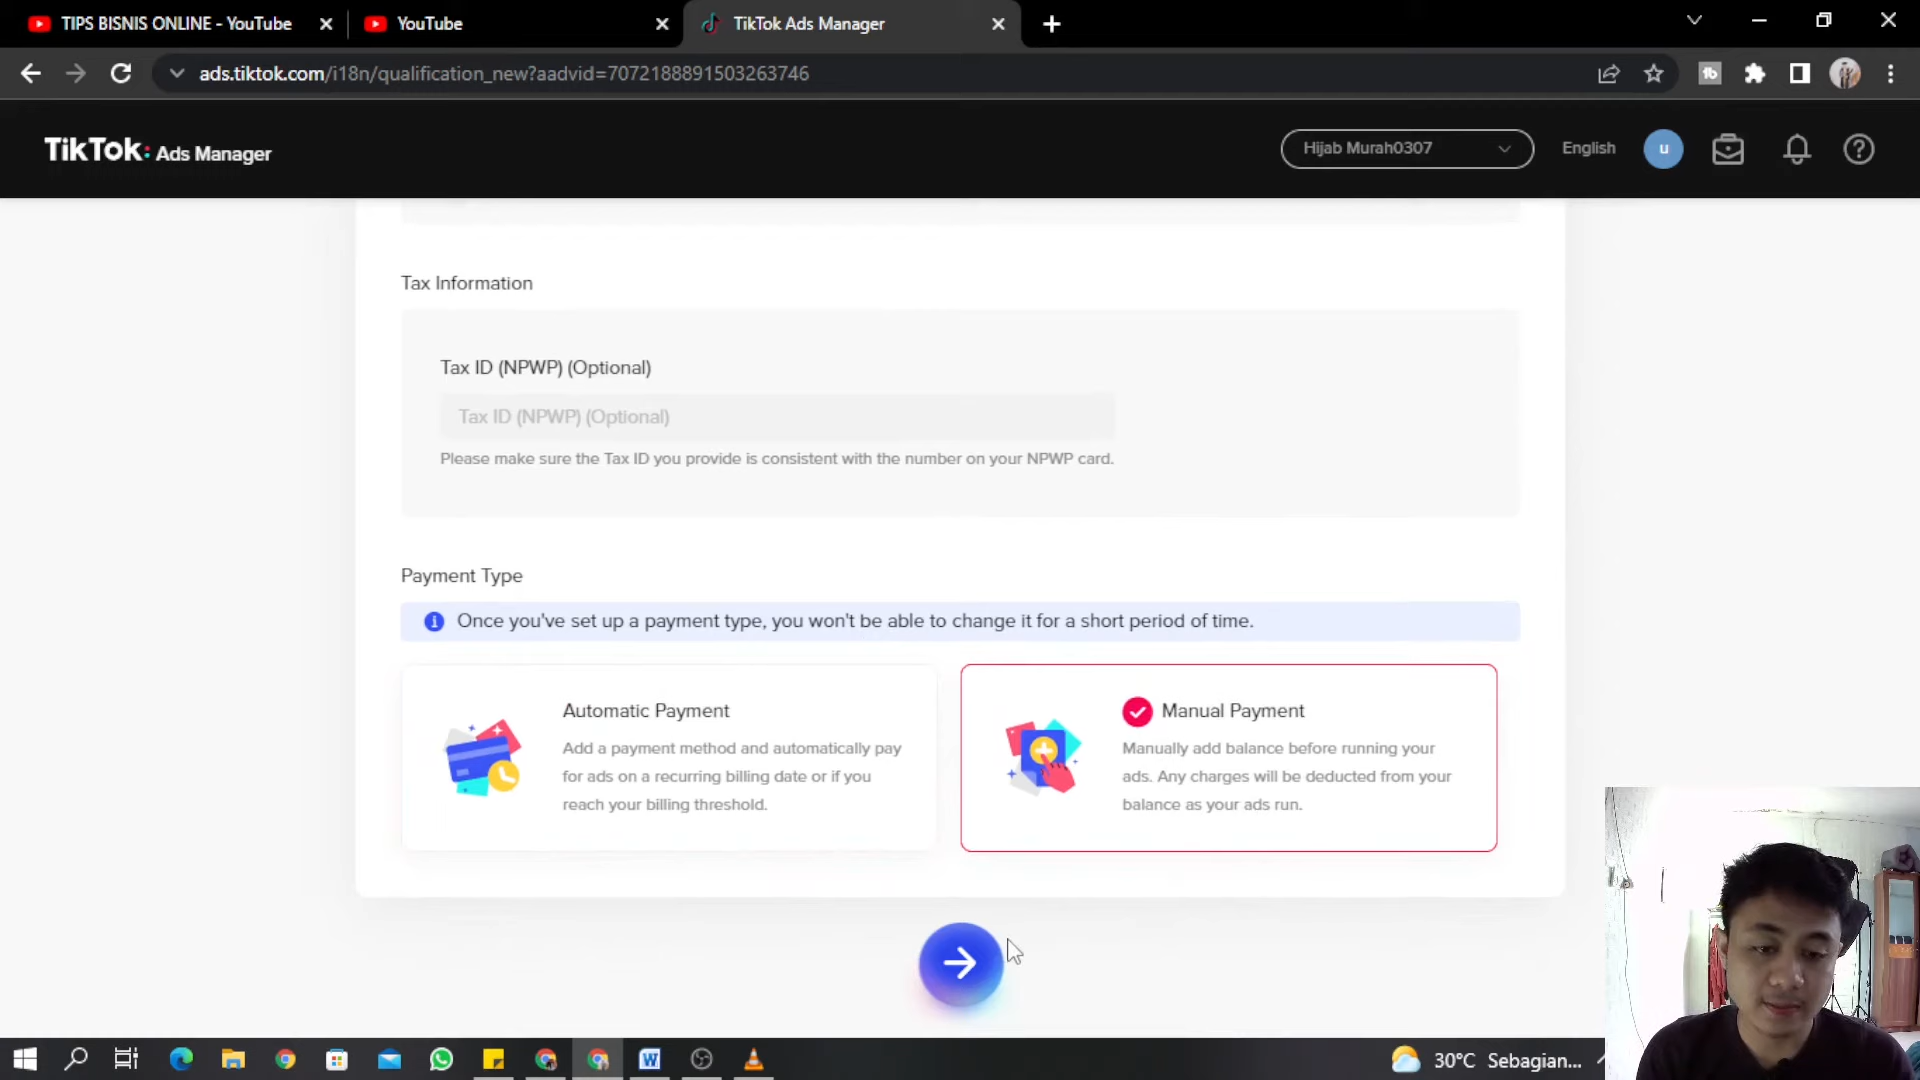 TIPS BISNIS ONLINE - YouTube
YouTube
TikTok Ads Manager
ads.tiktok.com/i18n/qualification_new?aadvid=7072188891503263746
TikTok: Ads Manager
Hijab Murah0307
English
u
Tax Information
Tax ID (NPWP) (Optional)
Tax ID (NPWP) (Optional)
Please make sure the Tax ID you provide is consistent with the number on your NPWP card.
Payment Type
Once you've set up a payment type, you won't be able to change it for a short period of time.
Automatic Payment
Add a payment method and automatically pay
for ads on a recurring billing date or if you
reach your billing threshold.
Manual Payment
Manually add balance before running your
ads. Any charges will be deducted from your
balance as your ads run.
30°C Sebagian...